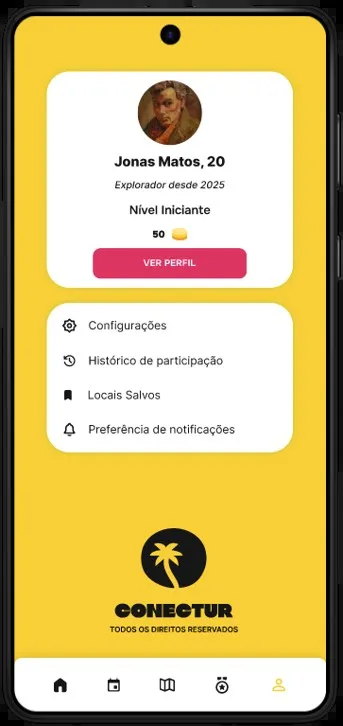 Jonas Matos, 20
Explorador desde 2025
Nível Iniciante
50
VER PERFIL
Configurações
Histórico de participação
Locais Salvos
Preferência de notificações
CONECTUR
TODOS OS DIREITOS RESERVADOS